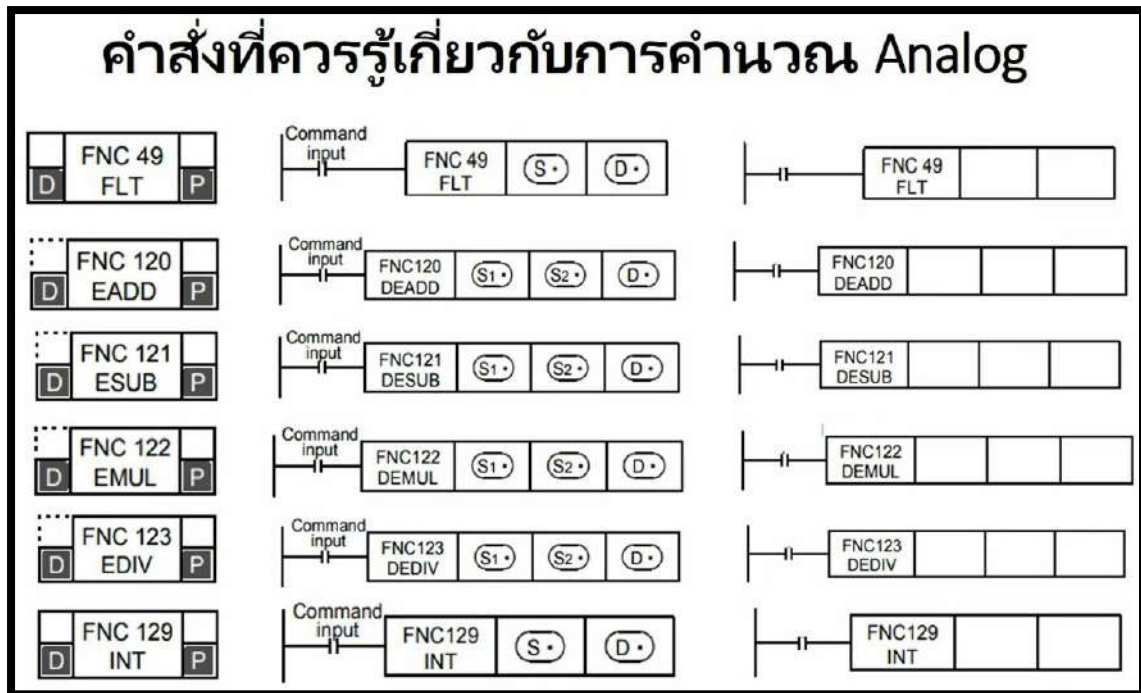 คำสั่งที่ควรรู้เกี่ยวกับการคำนวณ Analog
FNC 49
D FLT P
Command
input
FNC 49
FLT
S· D·
FNC 49
FLT
FNC 120
D EADD P
Command
input
FNC120
DEADD
S1· S2· D·
FNC120
DEADD
FNC 121
D ESUB P
Command
input
FNC121
DESUB
S1· S2· D·
FNC121
DESUB
FNC 122
D EMUL P
Command
input
FNC122
DEMUL
S1· S2· D·
FNC122
DEMUL
FNC 123
D EDIV P
Command
input
FNC123
DEDIV
S1· S2· D·
FNC123
DEDIV
FNC 129
D INT P
Command
input
FNC129
INT
S· D·
FNC129
INT